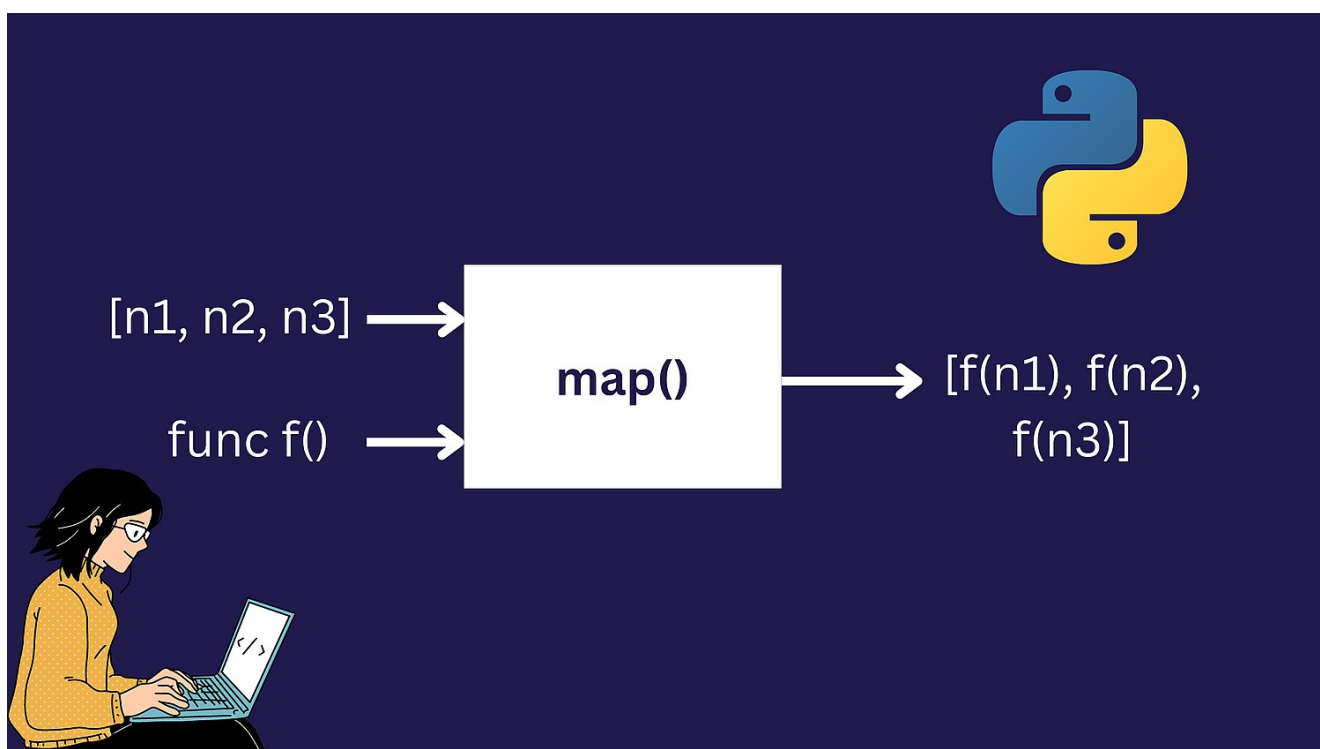 [n1, n2, n3]
func f()
map()
[f(n1), f(n2),
f(n3)]
</>